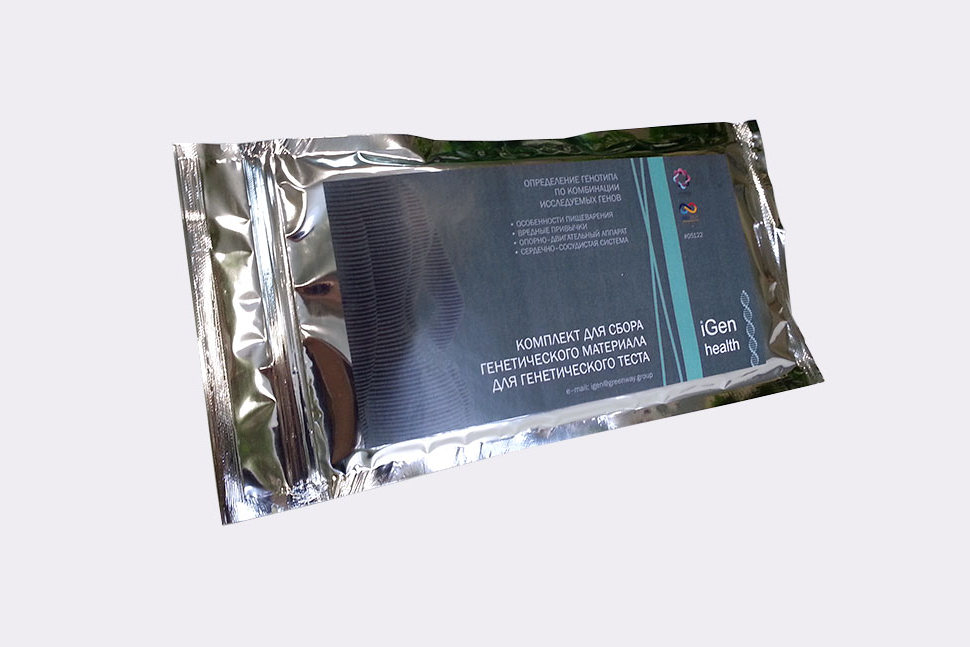 ОПРЕДЕЛЕНИЕ ГЕНОТИПА
ПО КОМБИНАЦИИ
ИССЛЕДУЕМЫХ ГЕНОВ
• ОСОБЕННОСТИ ПИЩЕВАРЕНИЯ
• ВРЕДНЫЕ ПРИВЫЧКИ
• ОПОРНО-ДВИГАТЕЛЬНЫЙ АППАРАТ
• СЕРДЕЧНО-СОСУДИСТАЯ СИСТЕМА
КОМПЛЕКТ ДЛЯ СБОРА
ГЕНЕТИЧЕСКОГО МАТЕРИАЛА
ДЛЯ ГЕНЕТИЧЕСКОГО ТЕСТА
e-mail: igen@greenway.group
#05122
iGen
health